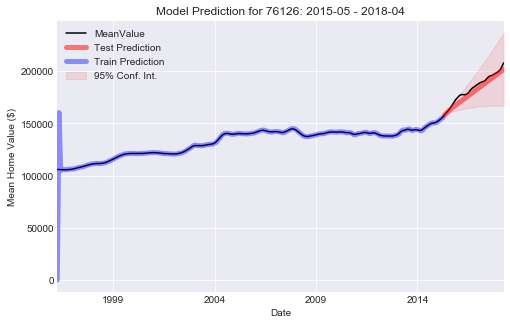 Model Prediction for 76126: 2015-05 - 2018-04
MeanValue
Test Prediction
Train Prediction
95% Conf. Int.
Mean Home Value ($)
200000
150000
100000
50000
0
1999
2004
2009
2014
Date